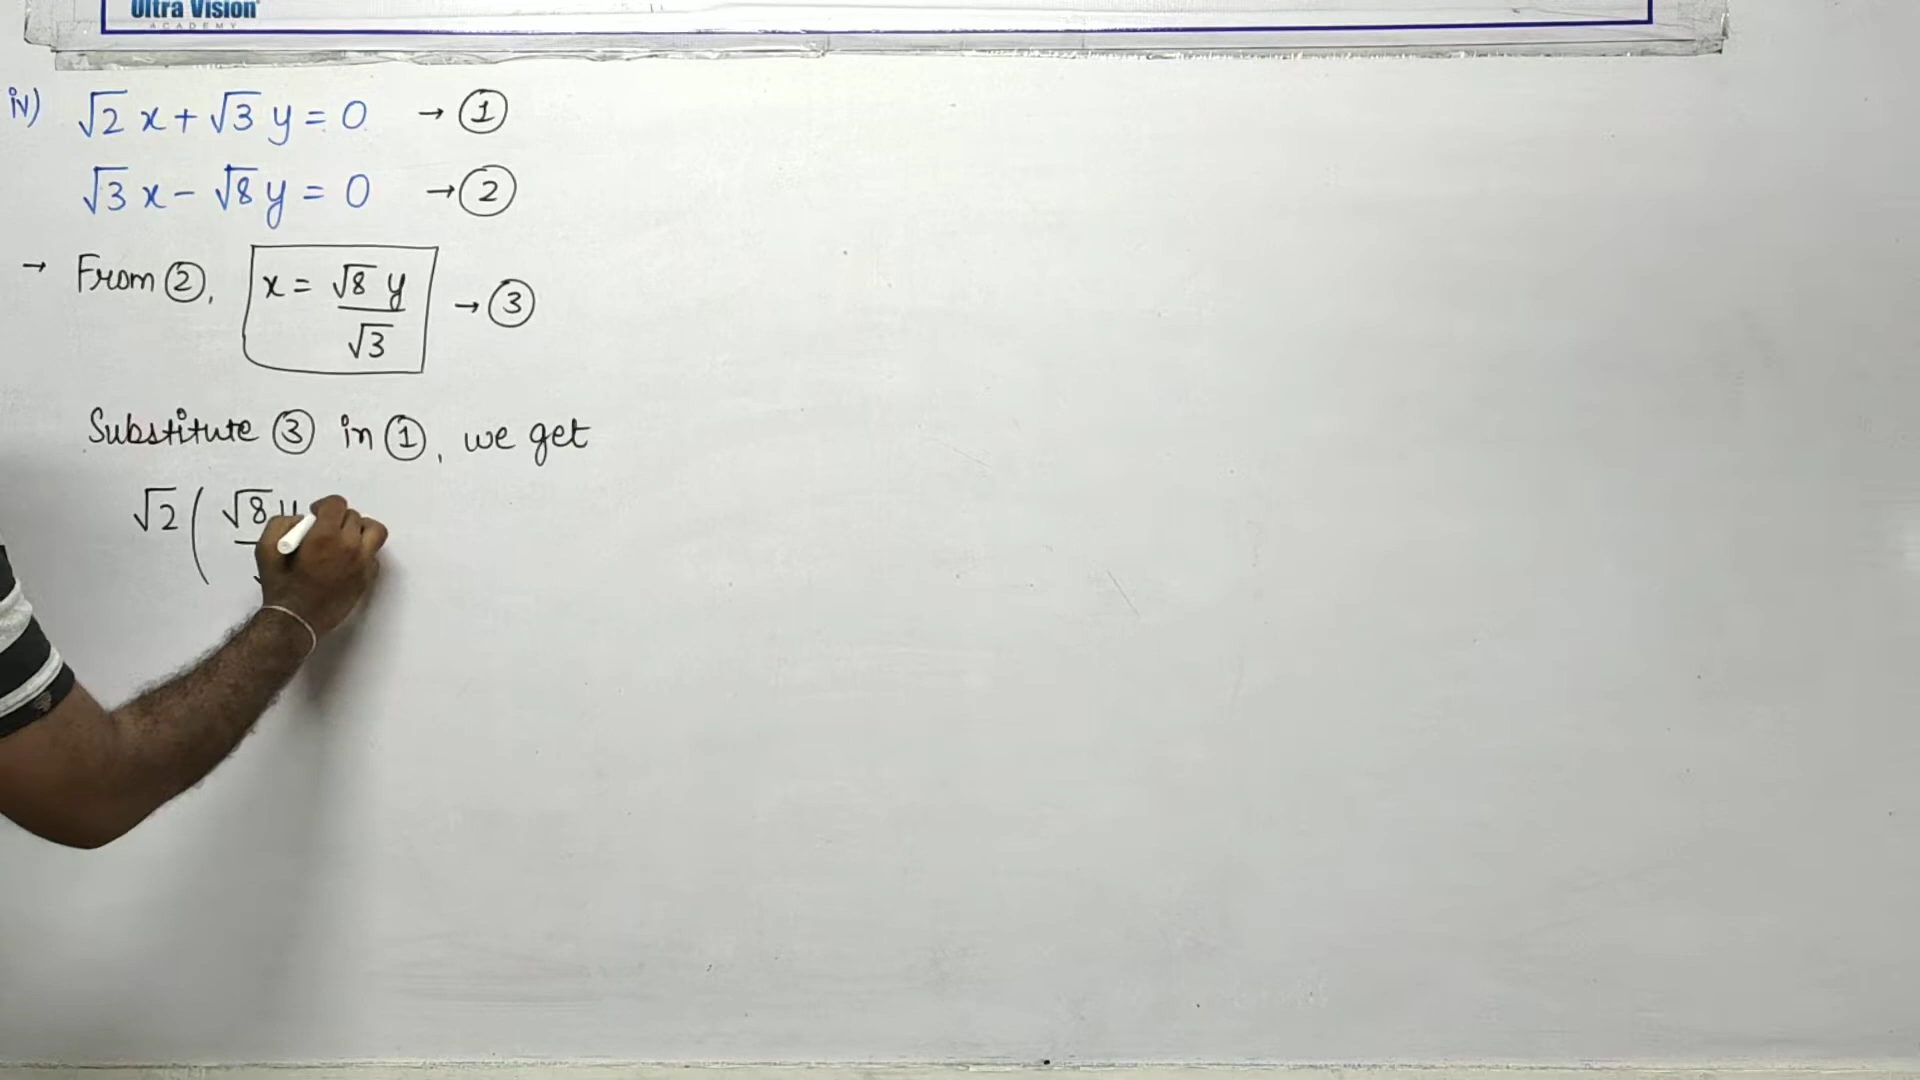 Ultra Vision
ACADEMY
iv) √2 x + √3 y = 0 → ①
√3 x − √8 y = 0 → ②
→ From ②, x = √8 y / √3 → ③
Substitute ③ in ①, we get
√2 ( √8 y